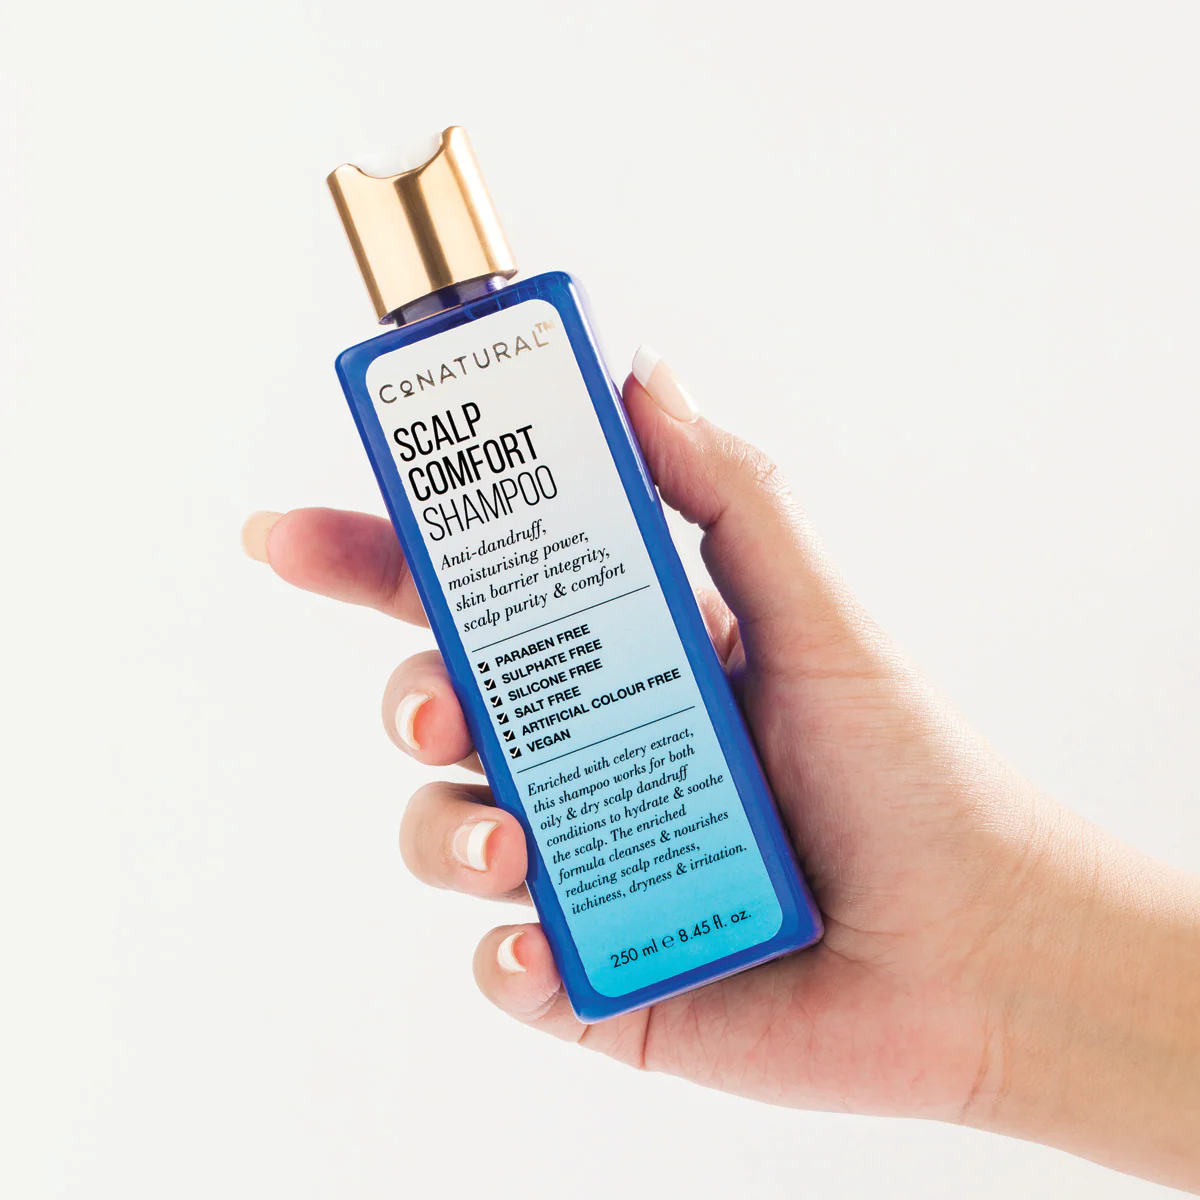 CONATURAL™
SCALP
COMFORT
SHAMPOO
Anti-dandruff,
moisturising power,
skin barrier integrity,
scalp purity & comfort
PARABEN FREE
SULPHATE FREE
SILICONE FREE
SALT FREE
ARTIFICIAL COLOUR FREE
VEGAN
Enriched with celery extract,
this shampoo works for both
oily & dry scalp dandruff
conditions to hydrate & soothe
the scalp. The enriched
formula cleanses & nourishes
reducing scalp redness,
itchiness, dryness & irritation.
250 ml ℮ 8.45 fl. oz.